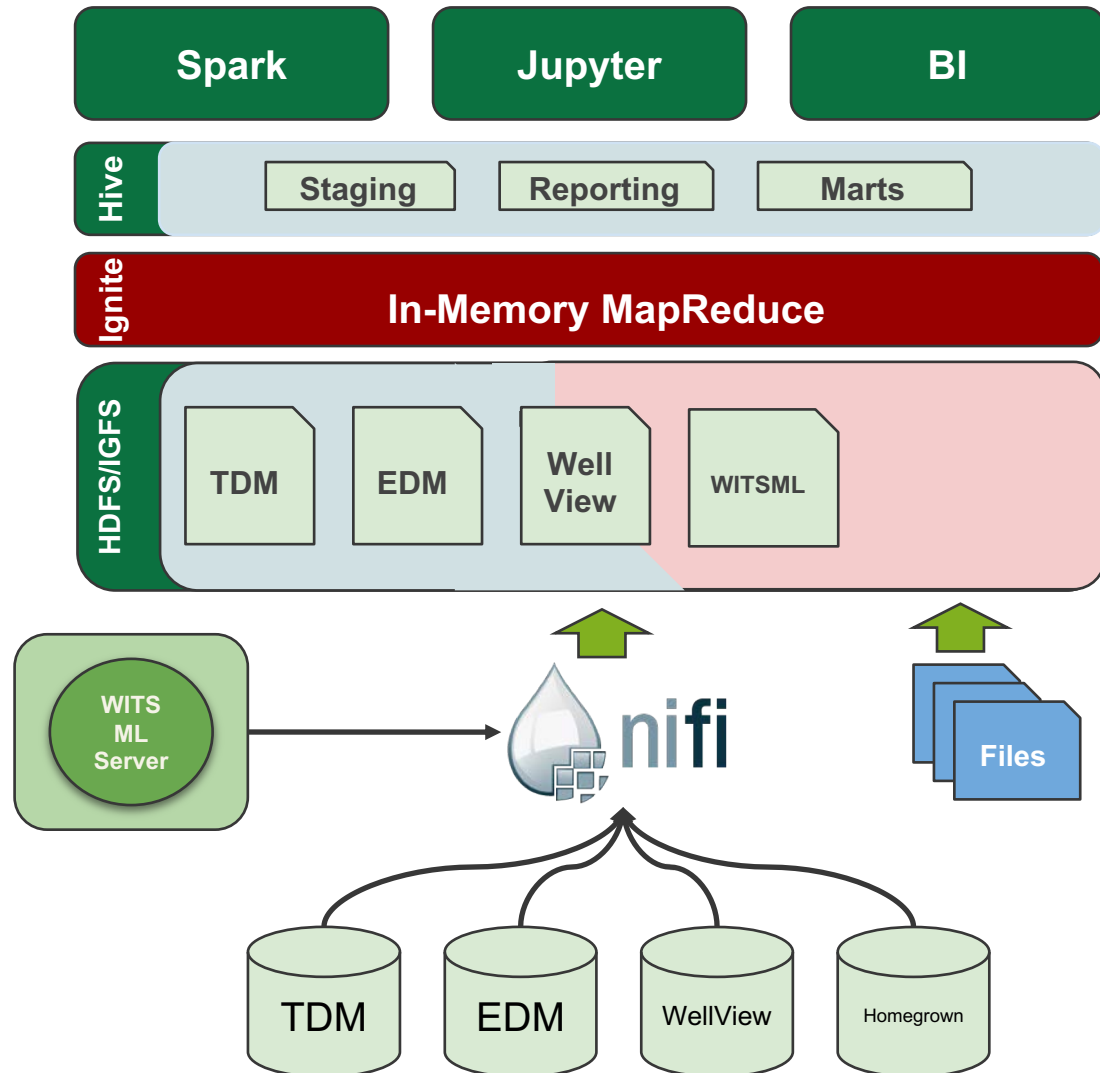 Spark
Jupyter
BI
Hive
Staging
Reporting
Marts
Ignite
In-Memory MapReduce
HDFS/IGFS
TDM
EDM
Well
View
WITSML
WITS
ML
Server
nifi
Files
TDM
EDM
WellView
Homegrown